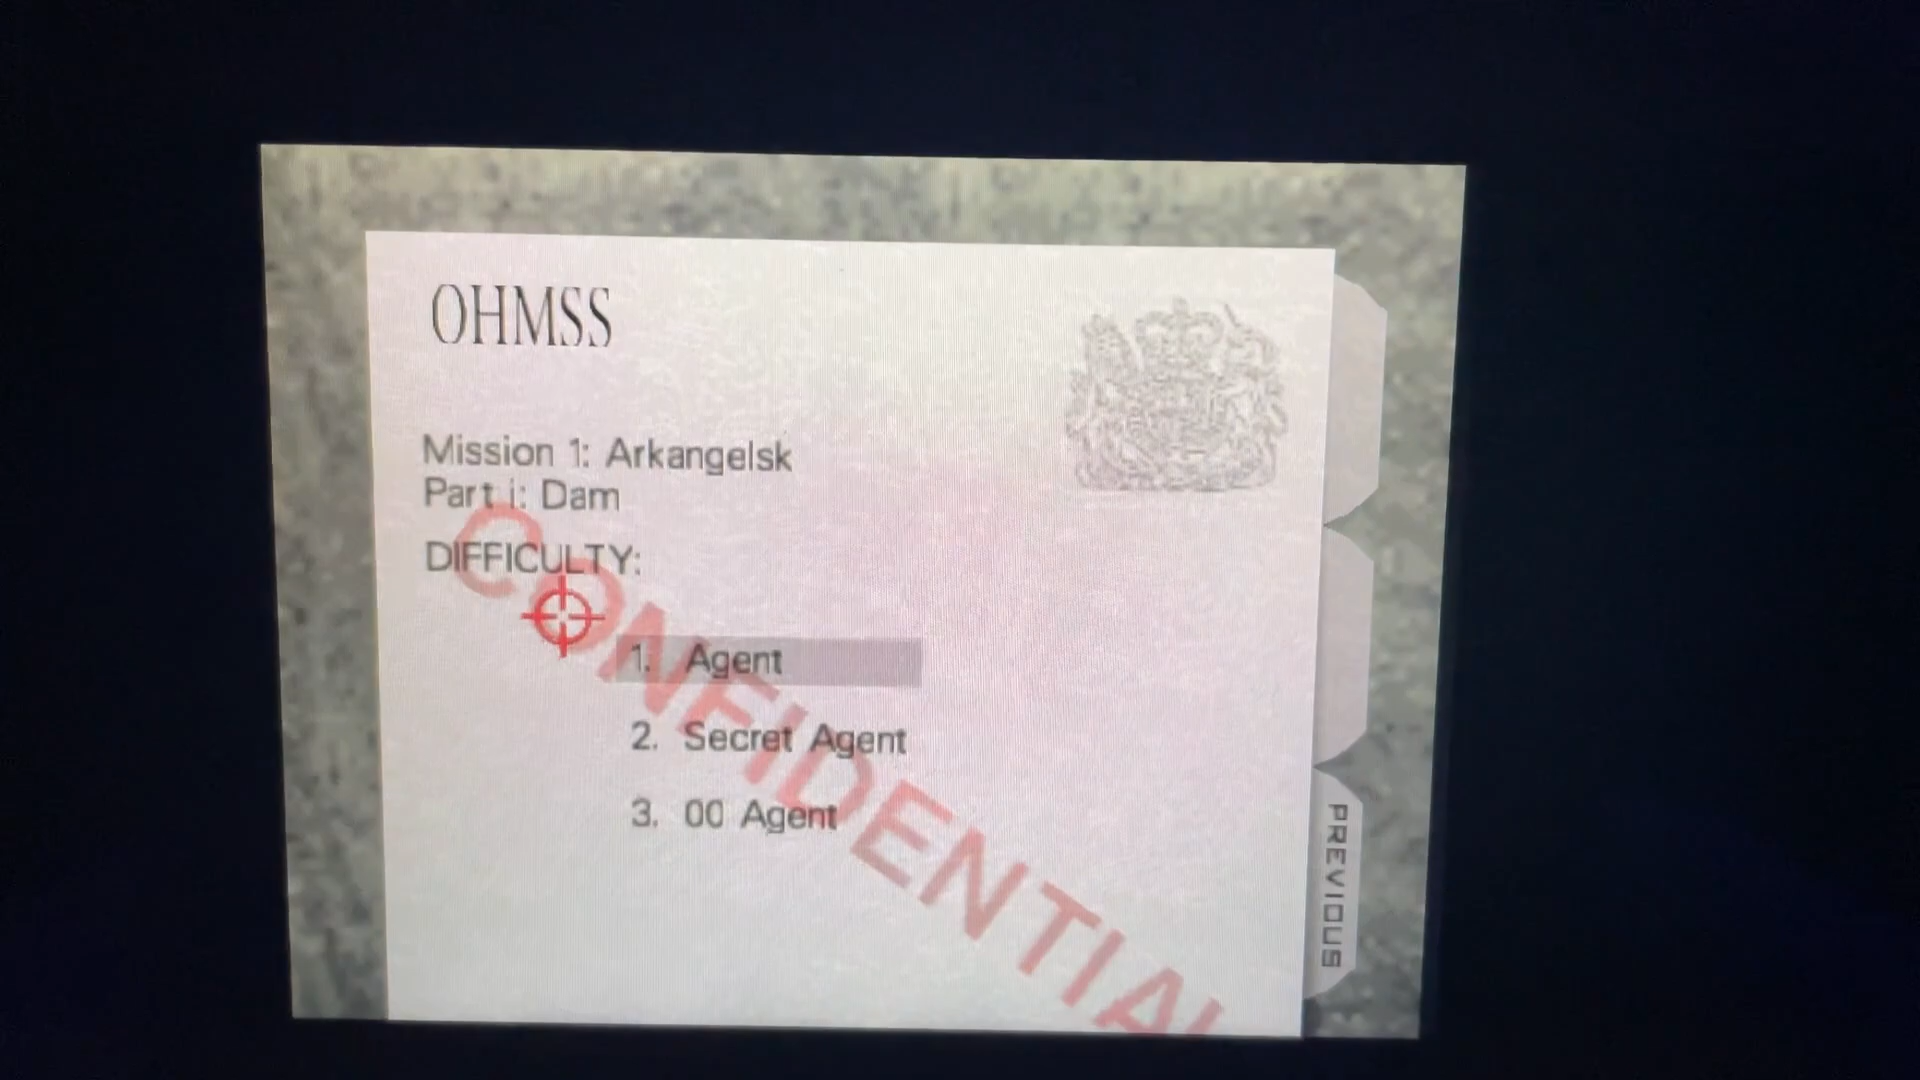 OHMSS
Mission 1: Arkangelsk
Part i: Dam
DIFFICULTY:
1. Agent
2. Secret Agent
3. 00 Agent
CONFIDENTIAL
PREVIOUS